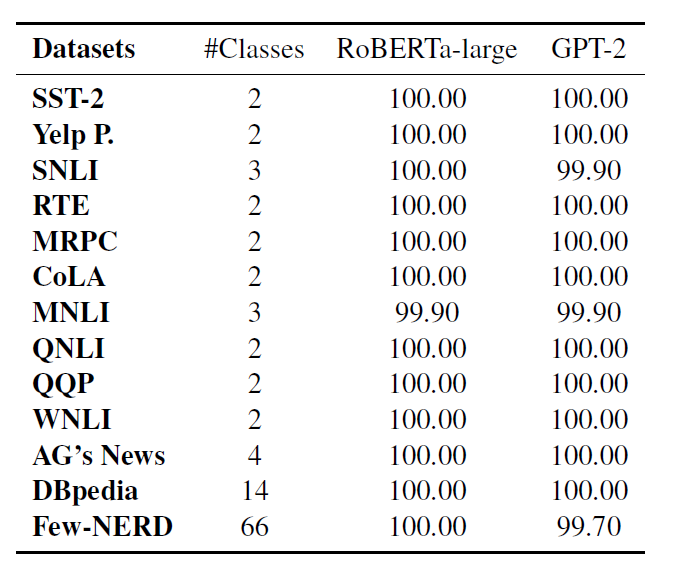 Datasets #Classes RoBERTa-large GPT-2
SST-2 2 100.00 100.00
Yelp P. 2 100.00 100.00
SNLI 3 100.00 99.90
RTE 2 100.00 100.00
MRPC 2 100.00 100.00
CoLA 2 100.00 100.00
MNLI 3 99.90 99.90
QNLI 2 100.00 100.00
QQP 2 100.00 100.00
WNLI 2 100.00 100.00
AG’s News 4 100.00 100.00
DBpedia 14 100.00 100.00
Few-NERD 66 100.00 99.70